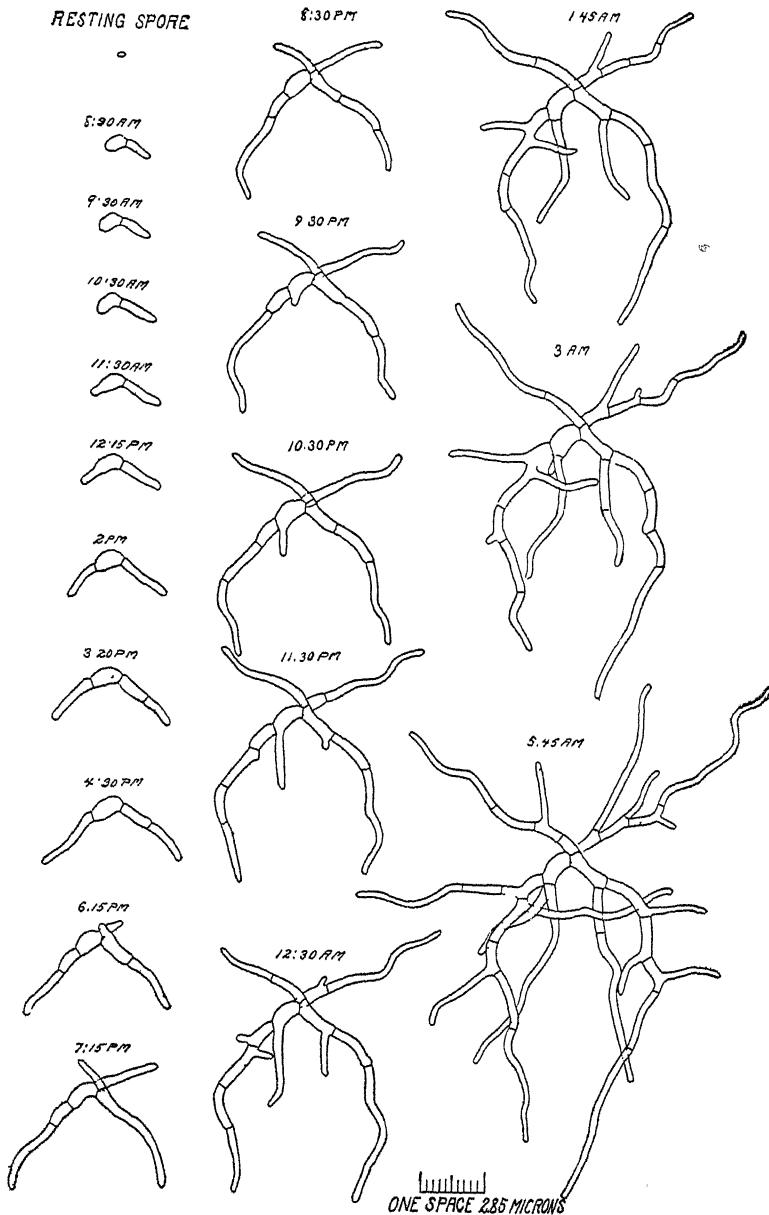 RESTING SPORE
8:30 AM
9:30 AM
10:30 AM
11:30 AM
12:15 PM
2 PM
3 20 PM
4:30 PM
6.15 PM
7:15 PM
8:30 PM
9 30 PM
10.30 PM
11.30 PM
12:30 AM
1 45 AM
3 AM
5.45 AM
ONE SPACE 285 MICRONS